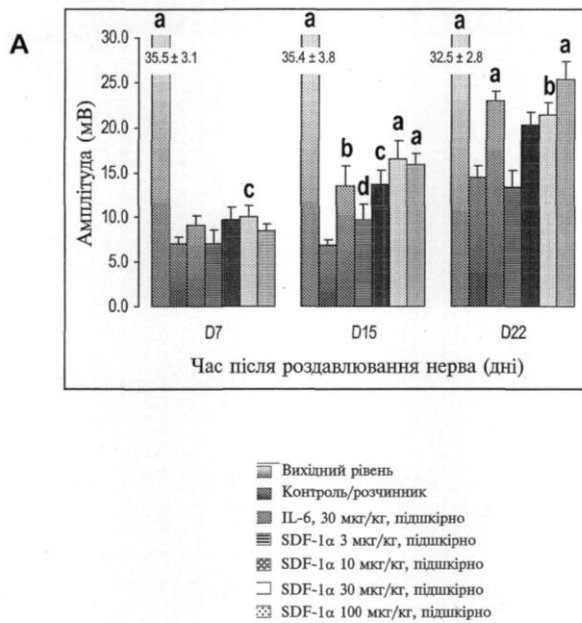 A
a a a
30.0
35.5 ± 3.1 35.4 ± 3.8 32.5 ± 2.8
a
25.0
a b
20.0
a a
b c
15.0
c d
10.0
5.0
0.0
Амплітуда (мВ)
D7 D15 D22
Час після роздавлювання нерва (дні)
Вихідний рівень
Контроль/розчинник
IL-6, 30 мкг/кг, підшкірно
SDF-1α 3 мкг/кг, підшкірно
SDF-1α 10 мкг/кг, підшкірно
SDF-1α 30 мкг/кг, підшкірно
SDF-1α 100 мкг/кг, підшкірно